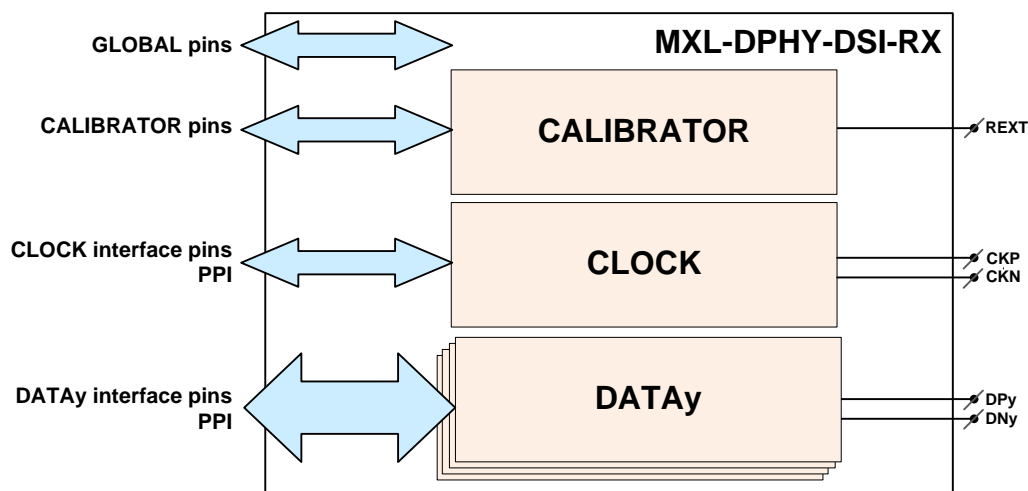 MXL-DPHY-DSI-RX
GLOBAL pins
CALIBRATOR pins
CALIBRATOR
REXT
CLOCK interface pins
PPI
CLOCK
CKP
CKN
DATAy interface pins
PPI
DATAy
DPy
DNy